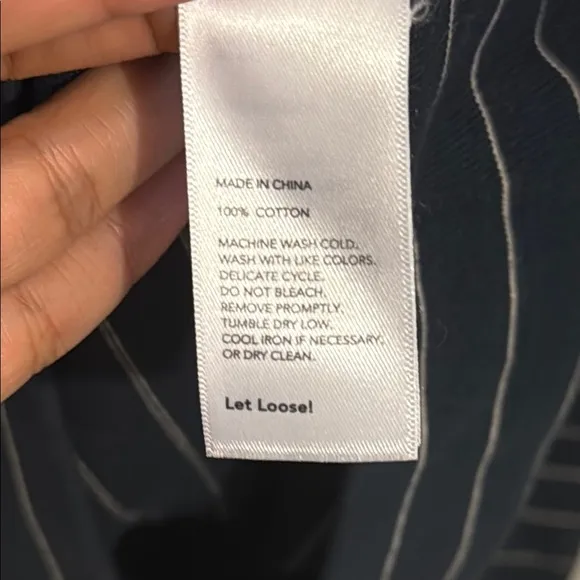 MADE IN CHINA
100% COTTON
MACHINE WASH COLD.
WASH WITH LIKE COLORS.
DELICATE CYCLE.
DO NOT BLEACH.
REMOVE PROMPTLY.
TUMBLE DRY LOW.
COOL IRON IF NECESSARY.
OR DRY CLEAN.
Let Loose!